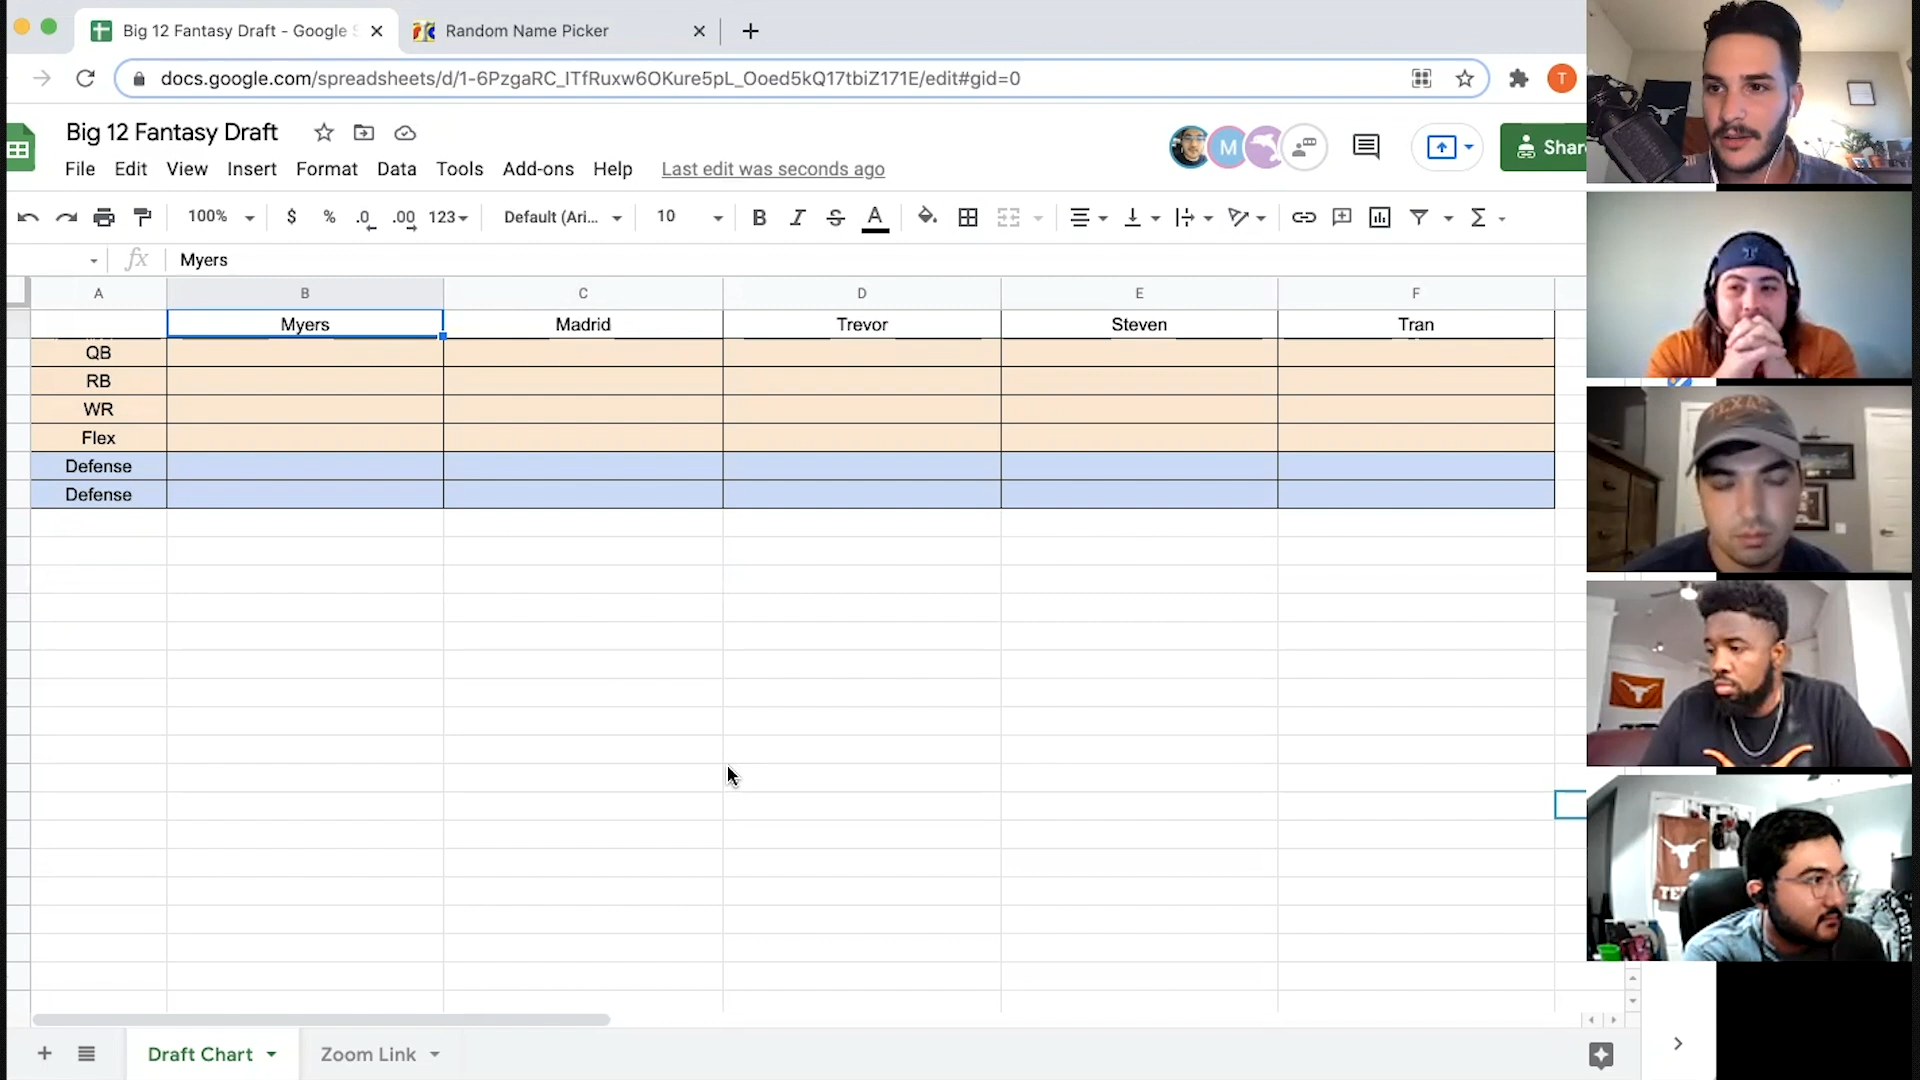 Big 12 Fantasy Draft - Google S
Random Name Picker
docs.google.com/spreadsheets/d/1-6PzgaRC_ITfRuxw6OKure5pL_Ooed5kQ17tbiZ171E/edit#gid=0
T
Big 12 Fantasy Draft
M
Share
File Edit View Insert Format Data Tools Add-ons Help Last edit was seconds ago
100% $ % .0 .00 123 Default (Ari... 10 B I S A Σ
fx Myers
A B C D E F
Myers Madrid Trevor Steven Tran
QB
RB
WR
Flex
Defense
Defense
Draft Chart Zoom Link
TEXAS